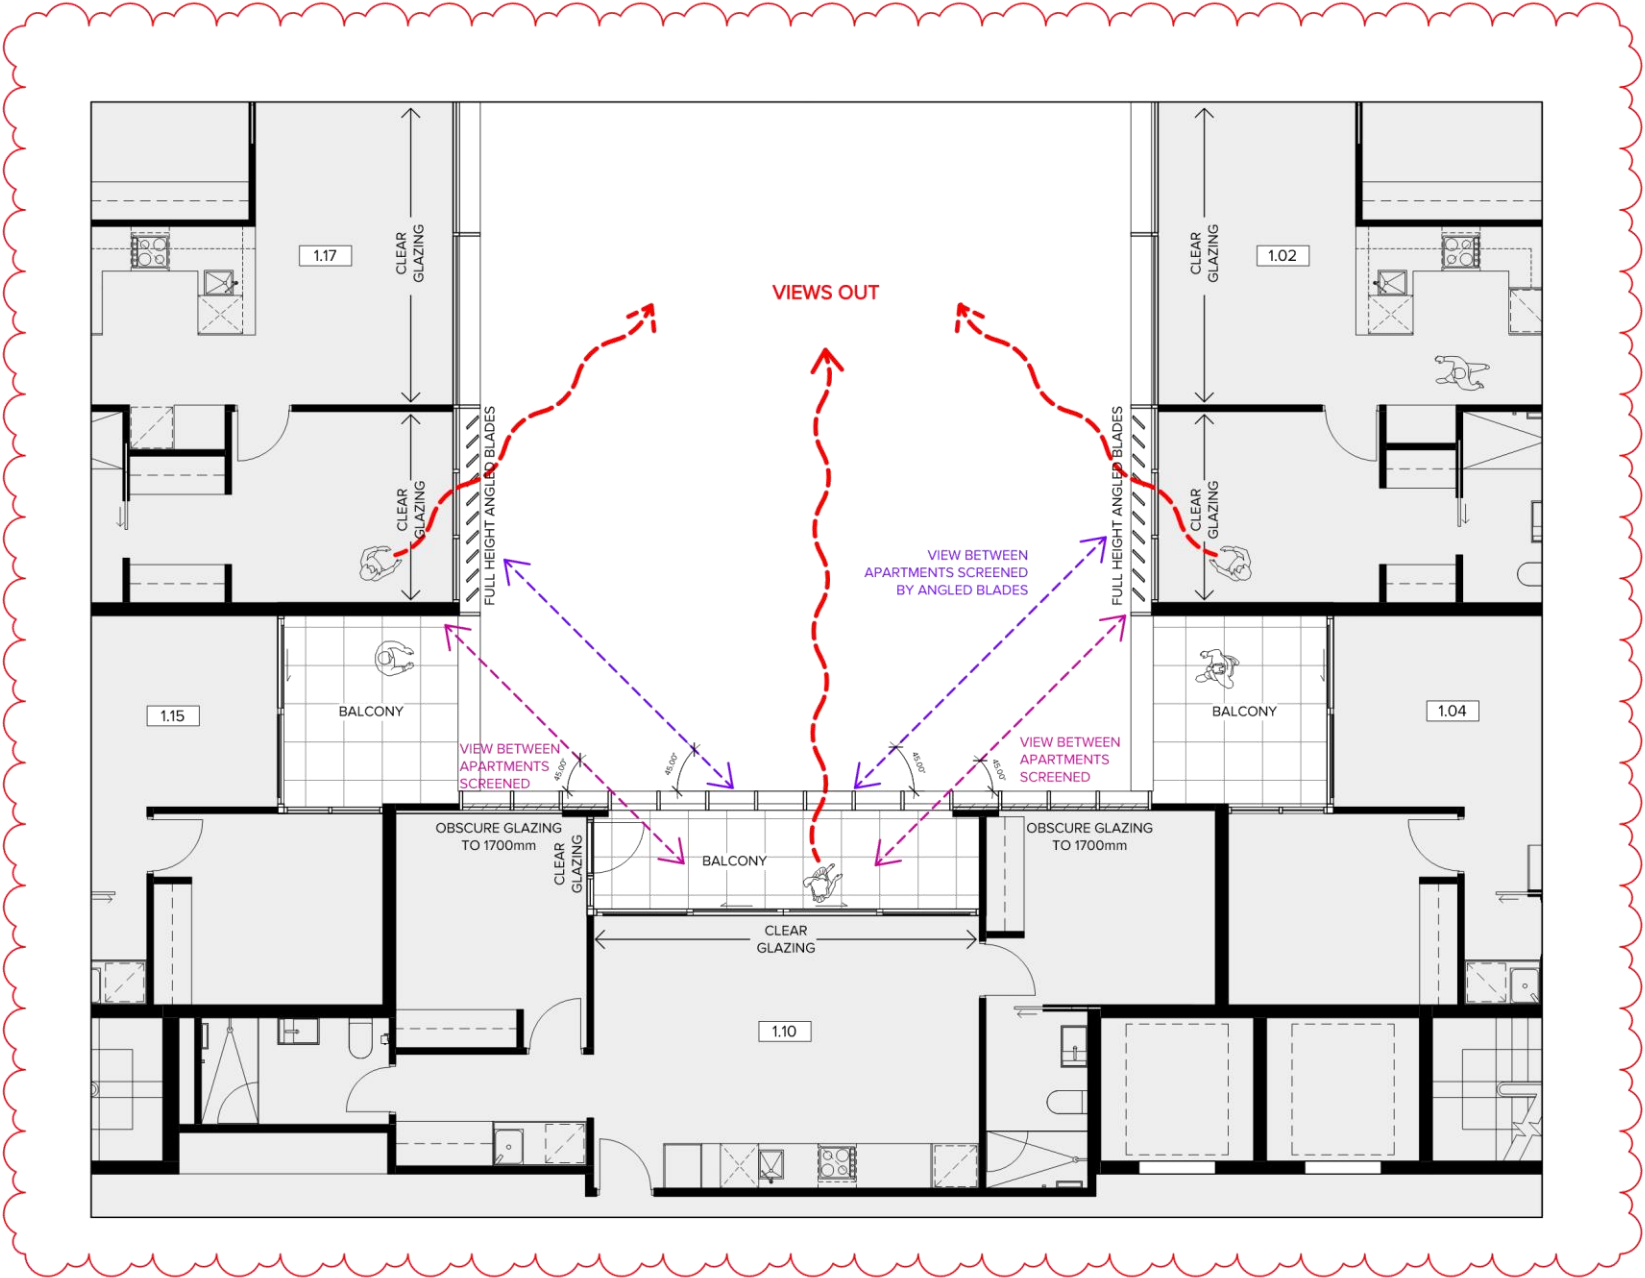 CLEAR
GLAZING
1.17
CLEAR
GLAZING
1.02
VIEWS OUT
CLEAR
GLAZING
FULL HEIGHT ANGLED BLADES
FULL HEIGHT ANGLED BLADES
CLEAR
GLAZING
VIEW BETWEEN
APARTMENTS SCREENED
BY ANGLED BLADES
1.15
BALCONY
BALCONY
1.04
VIEW BETWEEN
APARTMENTS
SCREENED
45.00°
45.00°
45.00°
45.00°
VIEW BETWEEN
APARTMENTS
SCREENED
OBSCURE GLAZING
TO 1700mm
CLEAR
GLAZING
BALCONY
OBSCURE GLAZING
TO 1700mm
CLEAR
GLAZING
1.10